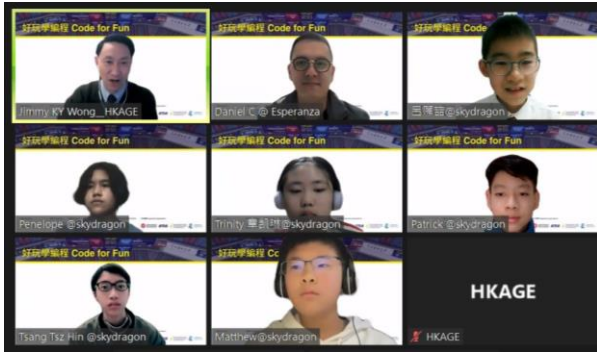 好玩學編程 Code for Fun
Jimmy KY Wong_HKAGE
好玩學編程 Code for Fun
Daniel C @ Esperanza
好玩學編程 Code
@skydragon
好玩學編程 Code for Fun
Penelope @skydragon
好玩學編程 Code for Fun
Trinity @skydragon
好玩學編程 Code for Fun
Patrick @skydragon
好玩學編程 Code for Fun
Tsang Tsz Hin @skydragon
好玩學編程
Matthew@skydragon
HKAGE
HKAGE